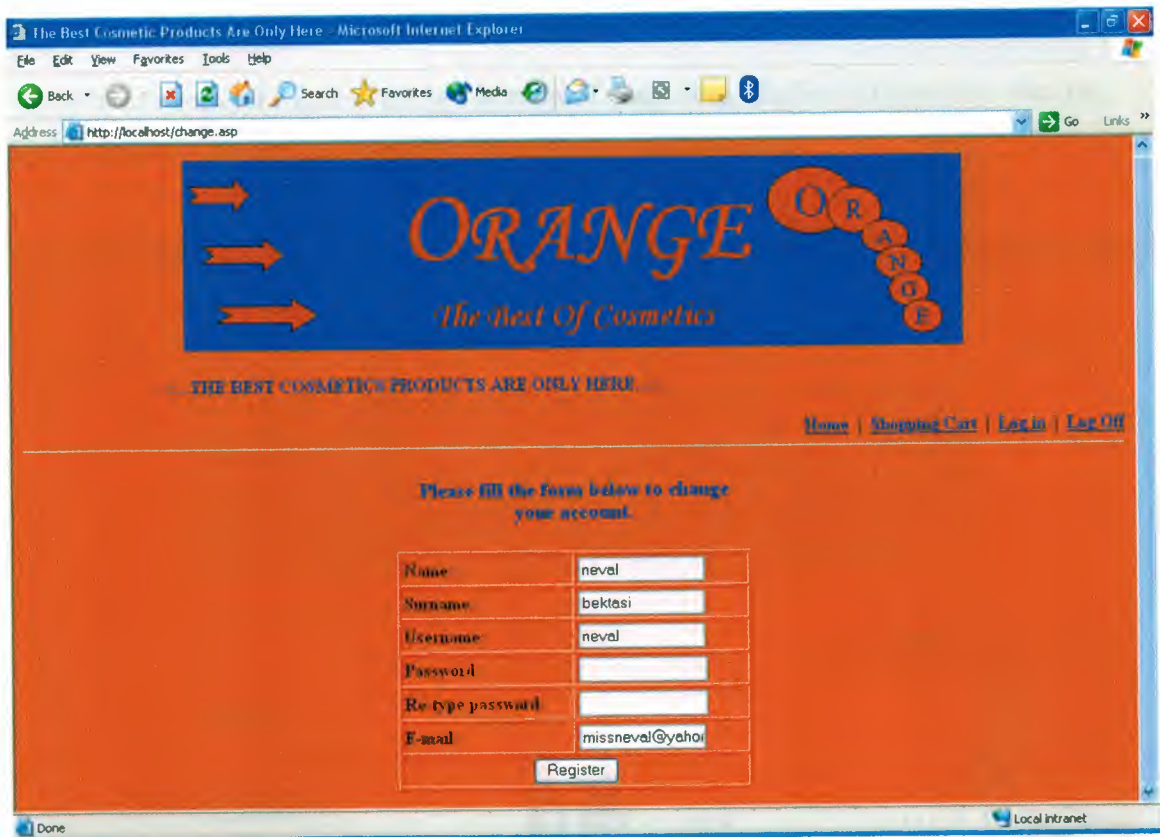 The Best Cosmetic Products Are Only Here - Microsoft Internet Explorer
File Edit View Favorites Tools Help
Back Search Favorites Media
Address http://localhost/change.asp Go Links »
ORANGE
O R A N G E
The Best Of Cosmetics
THE BEST COSMETICS PRODUCTS ARE ONLY HERE
Home | Shopping Cart | Log in | Log Off
Please fill the form below to change
your account.
Name neval
Surname bektasi
Username neval
Password
Re-type password
E-mail missneval@yahoo
Register
Done Local intranet